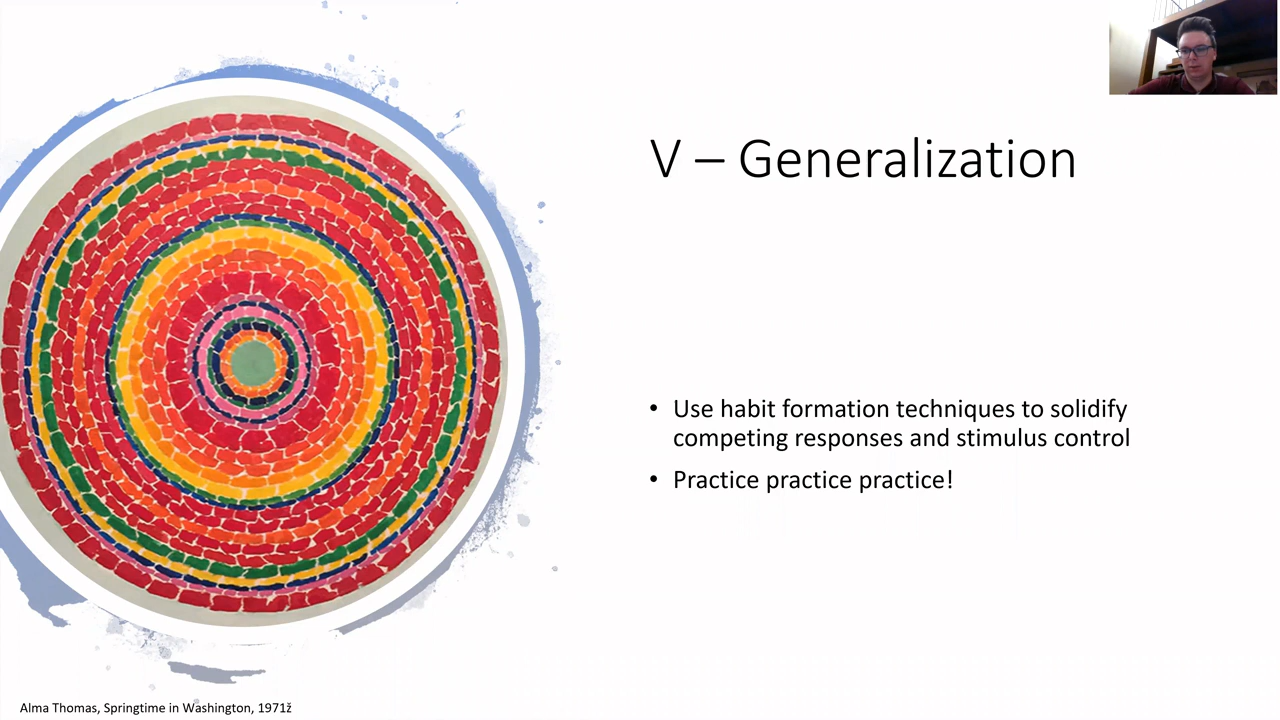 V – Generalization
• Use habit formation techniques to solidify
competing responses and stimulus control
• Practice practice practice!
Alma Thomas, Springtime in Washington, 1971ž